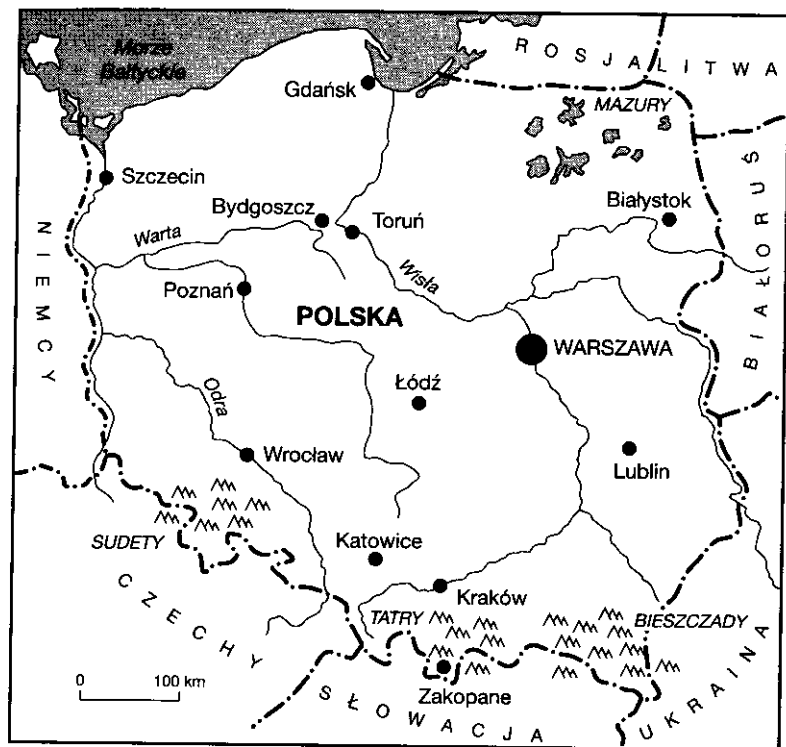 Morze
Bałtyckie
ROSJA
LITWA
Gdańsk
MAZURY
Szczecin
Bydgoszcz
Toruń
Białystok
BIAŁORUŚ
NIEMCY
Warta
Wisła
Poznań
POLSKA
WARSZAWA
Łódź
Odra
Wrocław
Lublin
SUDETY
Katowice
Kraków
CZECHY
TATRY
BIESZCZADY
Zakopane
SŁOWACJA
UKRAINA
0 100 km